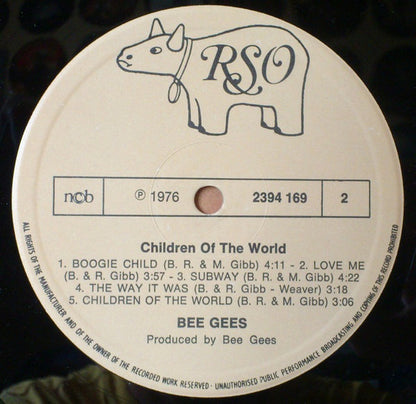 RSO
ncb
℗ 1976
2394 169
2
Children Of The World
1. BOOGIE CHILD (B. R. & M. Gibb) 4:11 - 2. LOVE ME
(B. & R. Gibb) 3:57 - 3. SUBWAY (B. R. & M. Gibb) 4:22
4. THE WAY IT WAS (B. & R. Gibb - Weaver) 3:18
5. CHILDREN OF THE WORLD (B. R. & M. Gibb) 3:06
BEE GEES
Produced by Bee Gees
ALL RIGHTS OF THE MANUFACTURER AND OF THE OWNER OF THE RECORDED WORK RESERVED · UNAUTHORISED PUBLIC PERFORMANCE BROADCASTING AND COPYING OF THIS RECORD PROHIBITED